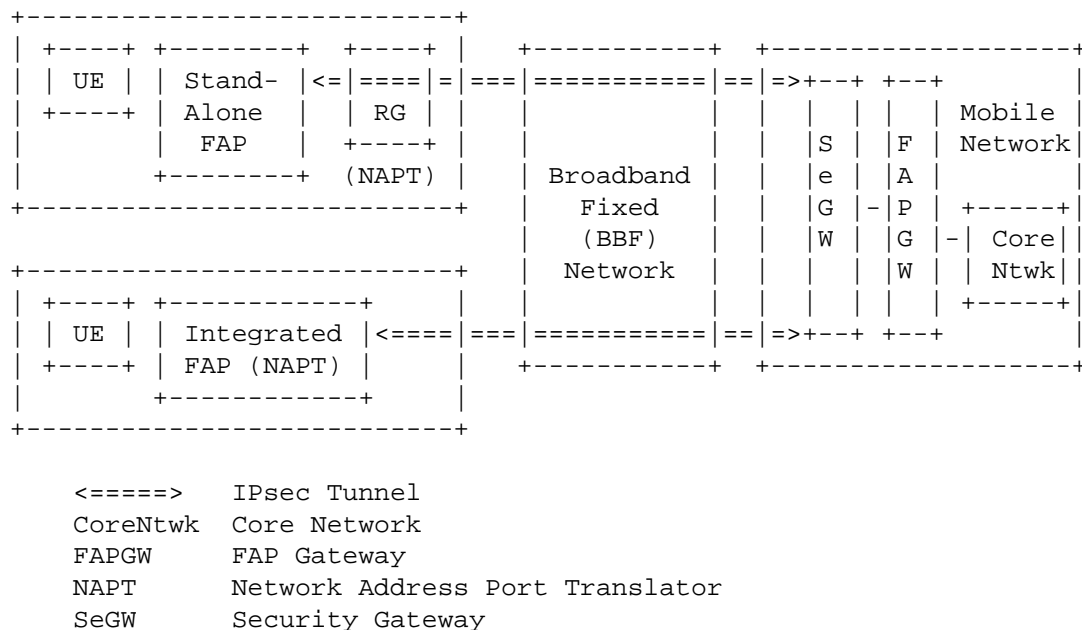 +---------------------------+
| +----+ +--------+ +----+ | +-----------+ +-------------------+
| | UE | | Stand- |<=|====|=|===|===========|==|=>+--+ +--+ |
| +----+ | Alone | | RG | | | | | | | | | Mobile |
| | FAP | +----+ | | | | |S | |F | Network|
| +--------+ (NAPT) | | Broadband | | |e | |A | |
+---------------------------+ | Fixed | | |G |-|P | +-----+|
| (BBF) | | |W | |G |-| Core||
+---------------------------+ | Network | | | | |W | | Ntwk||
| +----+ +------------+ | | | | | | | | +-----+|
| | UE | | Integrated |<====|===|===========|==|=>+--+ +--+ |
| +----+ | FAP (NAPT) | | +-----------+ +-------------------+
| +------------+ |
+---------------------------+
<=====> IPsec Tunnel
CoreNtwk Core Network
FAPGW FAP Gateway
NAPT Network Address Port Translator
SeGW Security Gateway